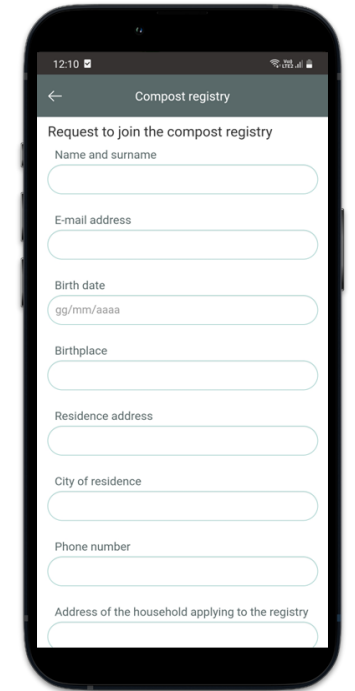 12:10
Compost registry
Request to join the compost registry
Name and surname
E-mail address
Birth date
gg/mm/aaaa
Birthplace
Residence address
City of residence
Phone number
Address of the household applying to the registry